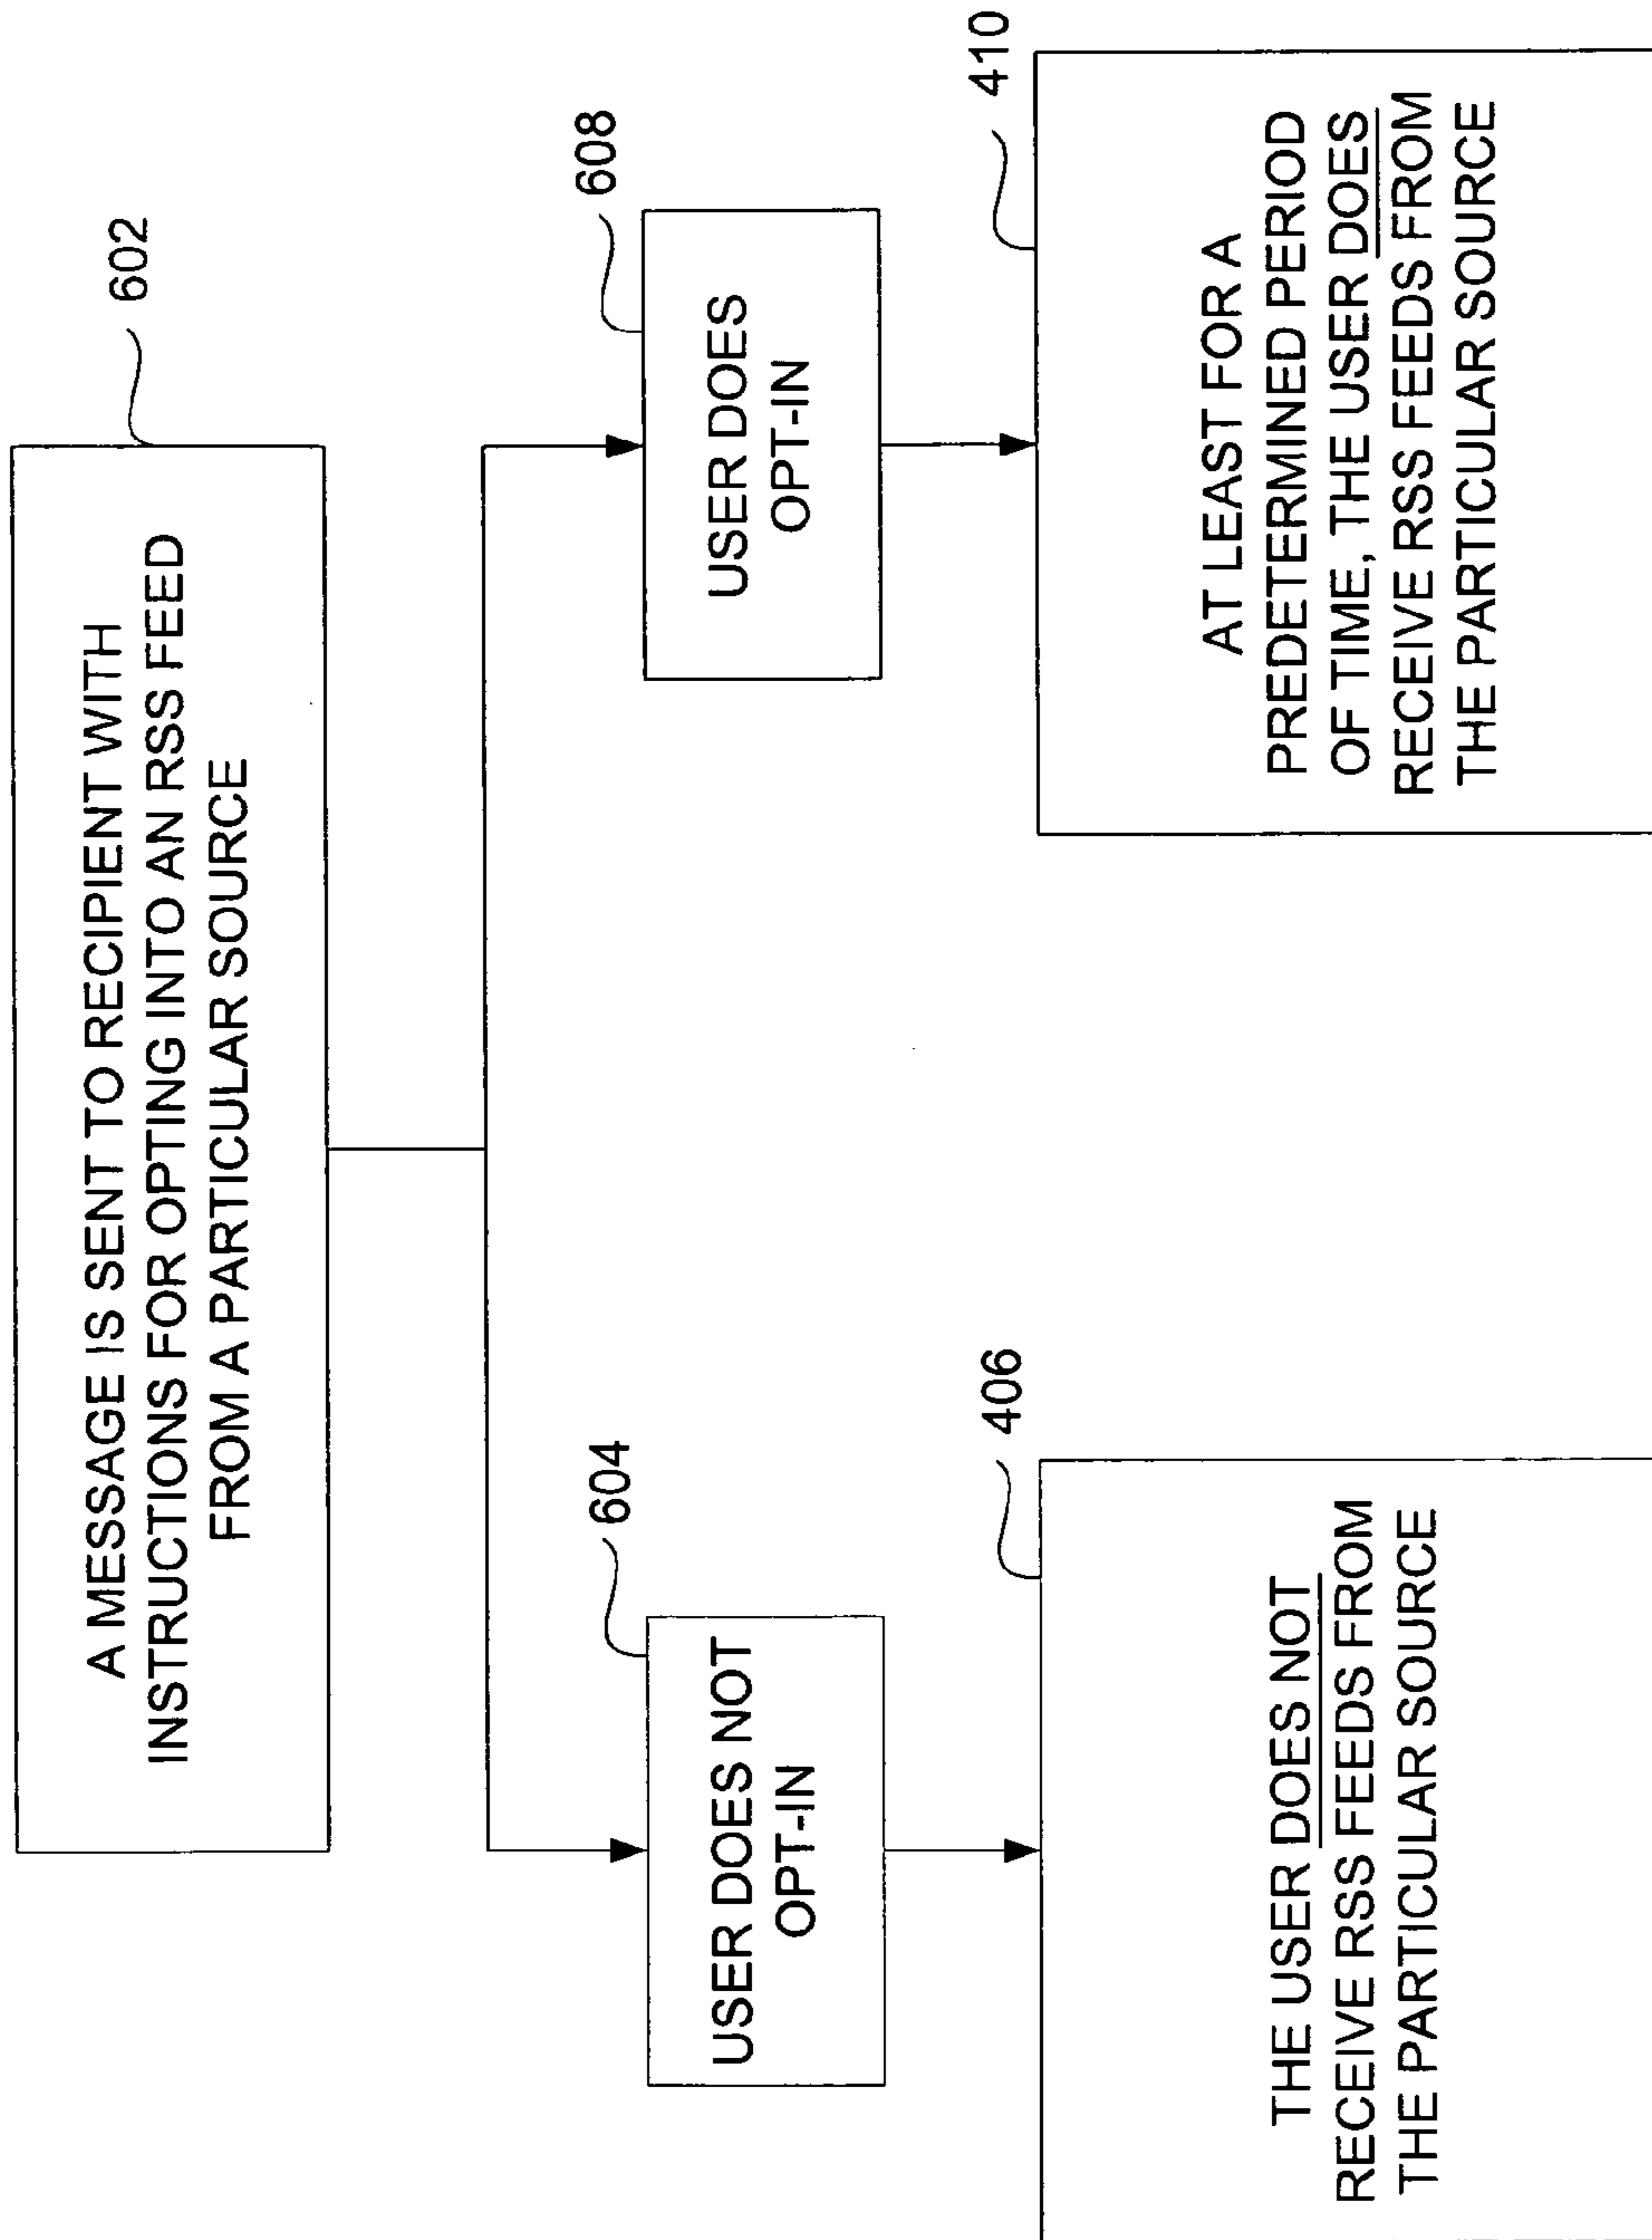 602
A MESSAGE IS SENT TO RECIPIENT WITH
INSTRUCTIONS FOR OPTING INTO AN RSS FEED
FROM A PARTICULAR SOURCE
604
USER DOES NOT
OPT-IN
608
USER DOES
OPT-IN
406
THE USER DOES NOT
RECEIVE RSS FEEDS FROM
THE PARTICULAR SOURCE
410
AT LEAST FOR A
PREDETERMINED PERIOD
OF TIME, THE USER DOES
RECEIVE RSS FEEDS FROM
THE PARTICULAR SOURCE